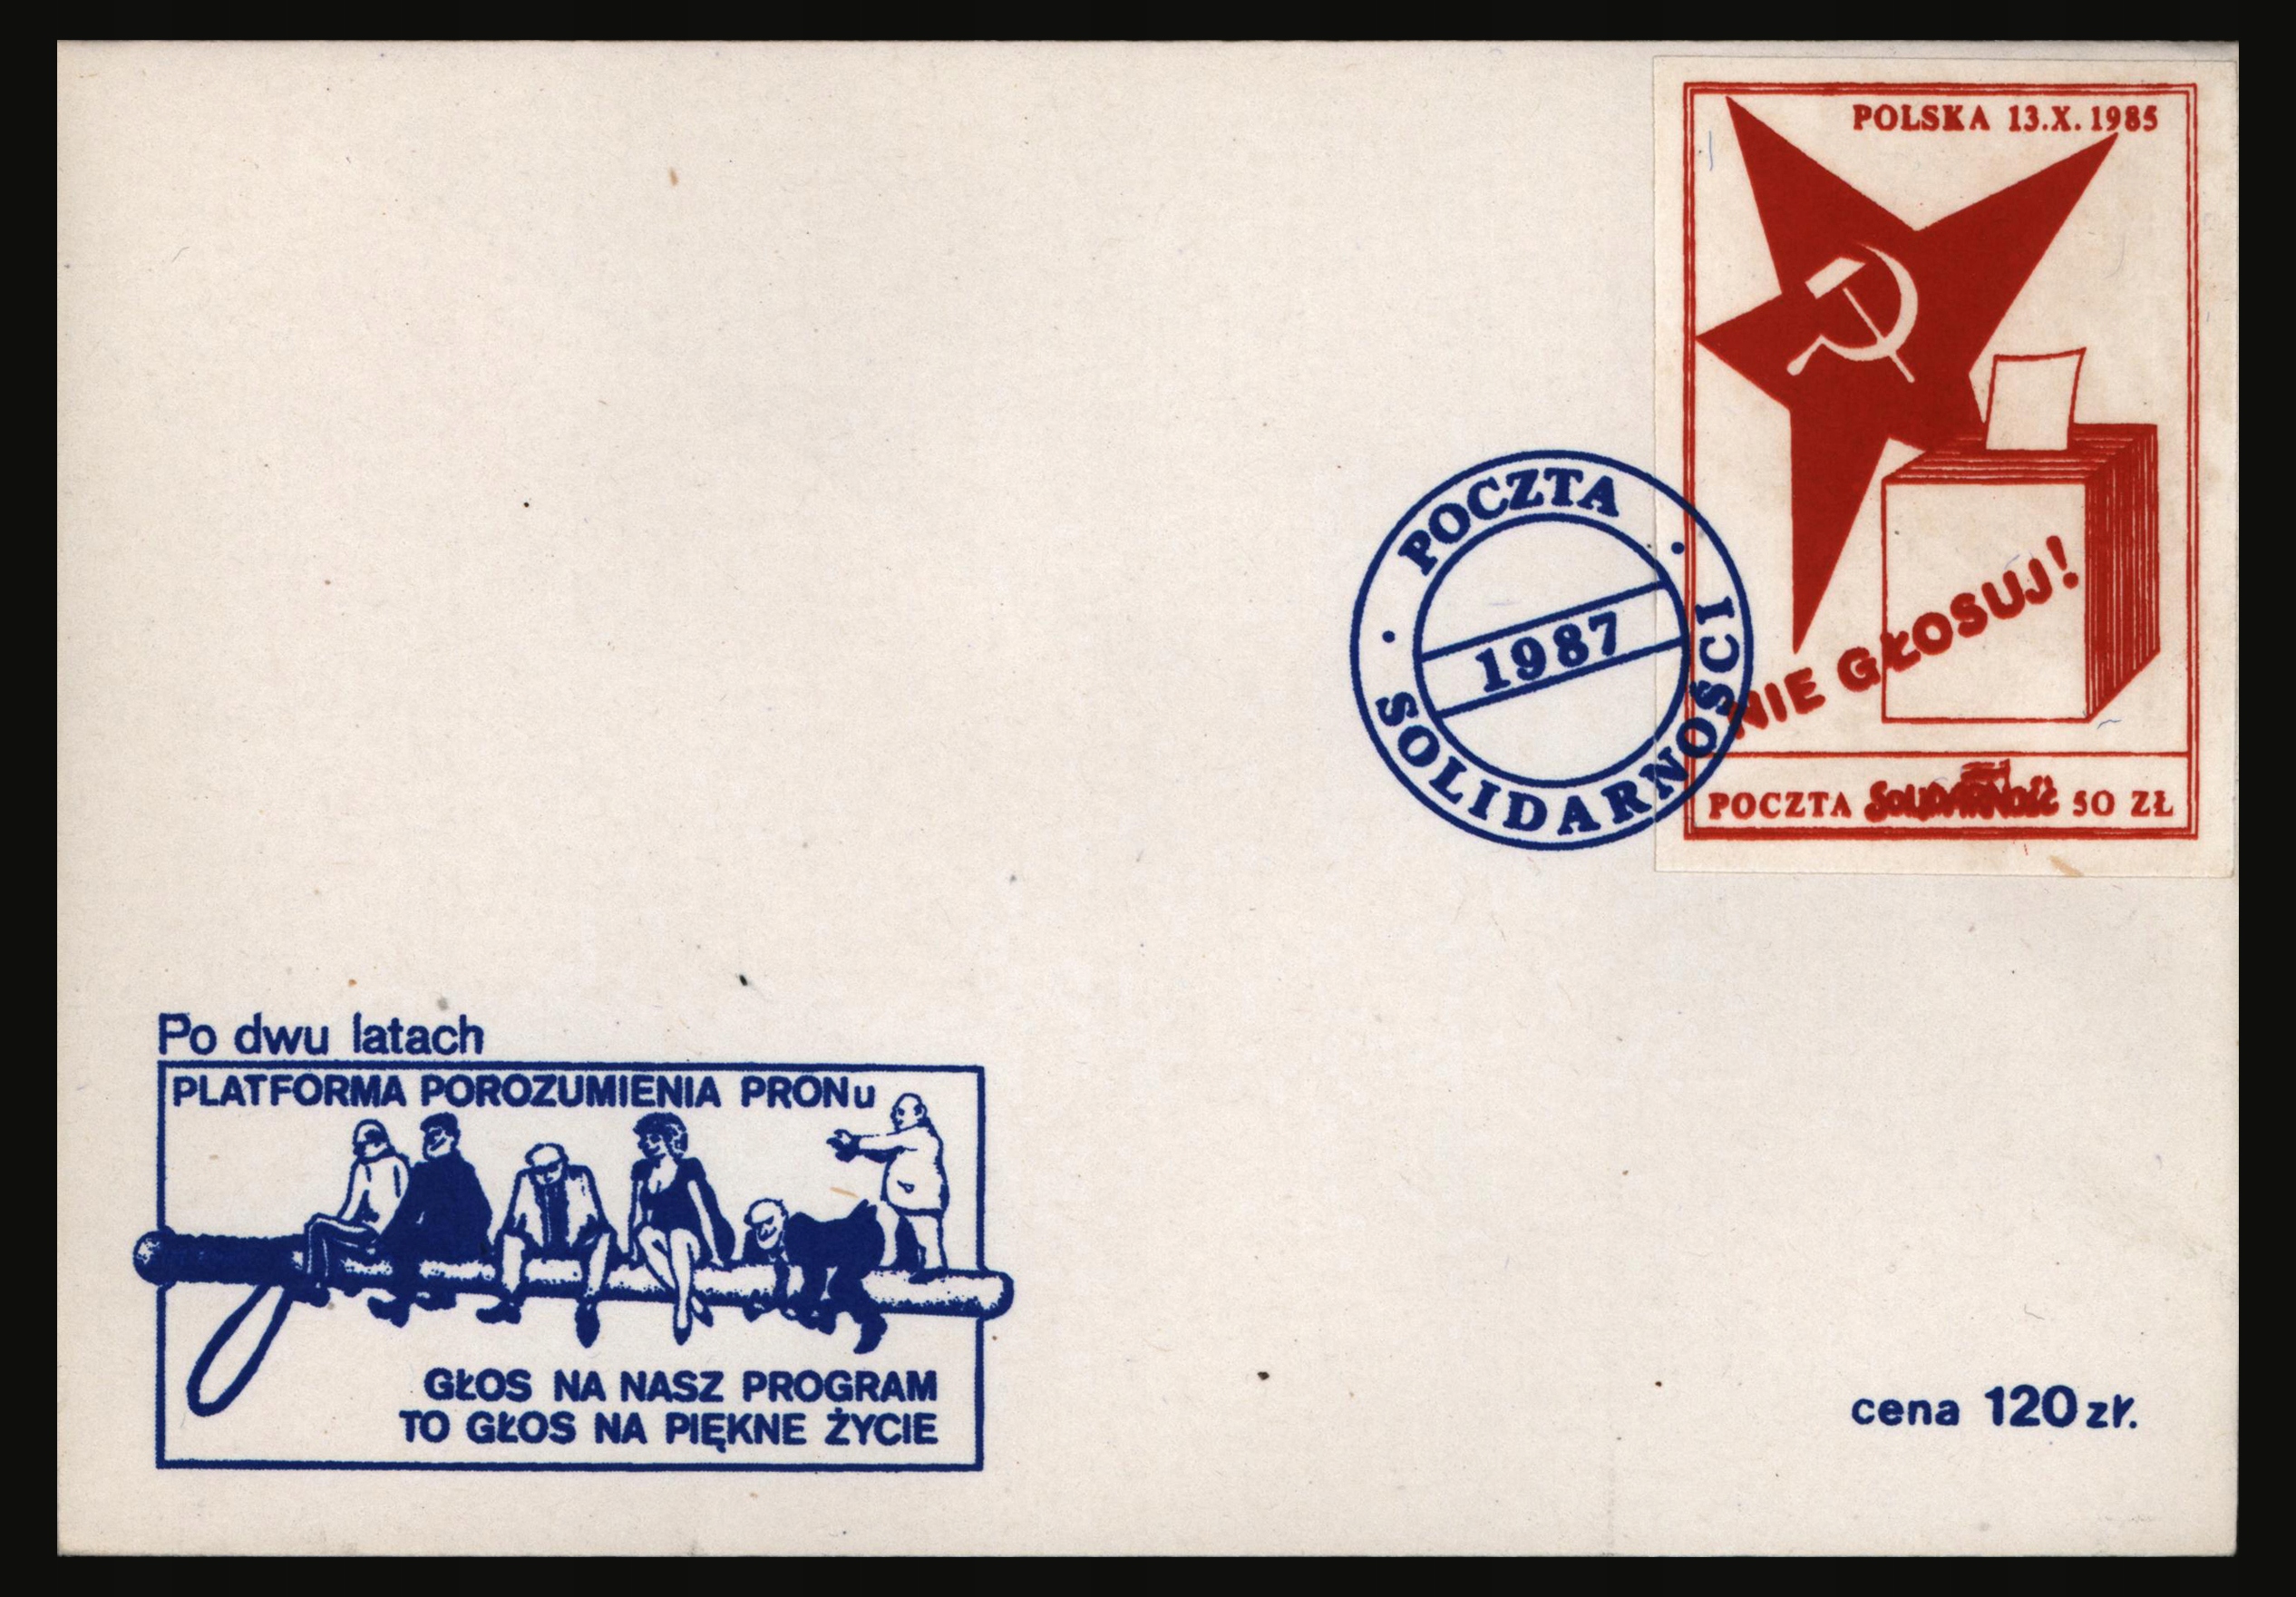 POLSKA 13.X.1985
NIE GŁOSUJ!
POCZTA SOLIDARNOŚĆ 50 ZŁ
POCZTA
1987
SOLIDARNOŚCI
Po dwu latach
PLATFORMA POROZUMIENIA PRONu
GŁOS NA NASZ PROGRAM
TO GŁOS NA PIĘKNE ŻYCIE
cena 120 zł.